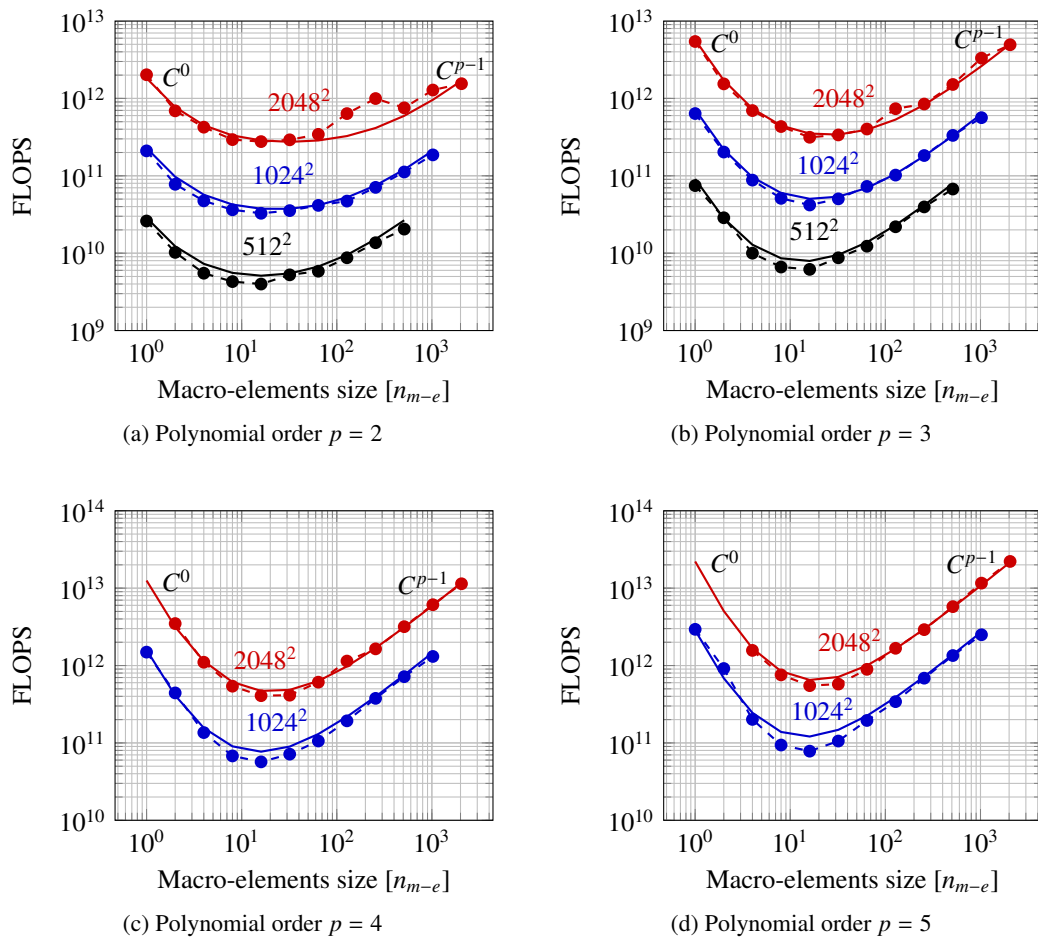 10^13
10^12
10^11
10^10
10^9
FLOPS
C^0
C^{p−1}
2048^2
1024^2
512^2
10^0 10^1 10^2 10^3
Macro-elements size [n_{m−e}]
(a) Polynomial order p = 2
10^13
10^12
10^11
10^10
10^9
FLOPS
C^0
C^{p−1}
2048^2
1024^2
512^2
10^0 10^1 10^2 10^3
Macro-elements size [n_{m−e}]
(b) Polynomial order p = 3
10^14
10^13
10^12
10^11
10^10
FLOPS
C^0
C^{p−1}
2048^2
1024^2
10^0 10^1 10^2 10^3
Macro-elements size [n_{m−e}]
(c) Polynomial order p = 4
10^14
10^13
10^12
10^11
10^10
FLOPS
C^0
C^{p−1}
2048^2
1024^2
10^0 10^1 10^2 10^3
Macro-elements size [n_{m−e}]
(d) Polynomial order p = 5